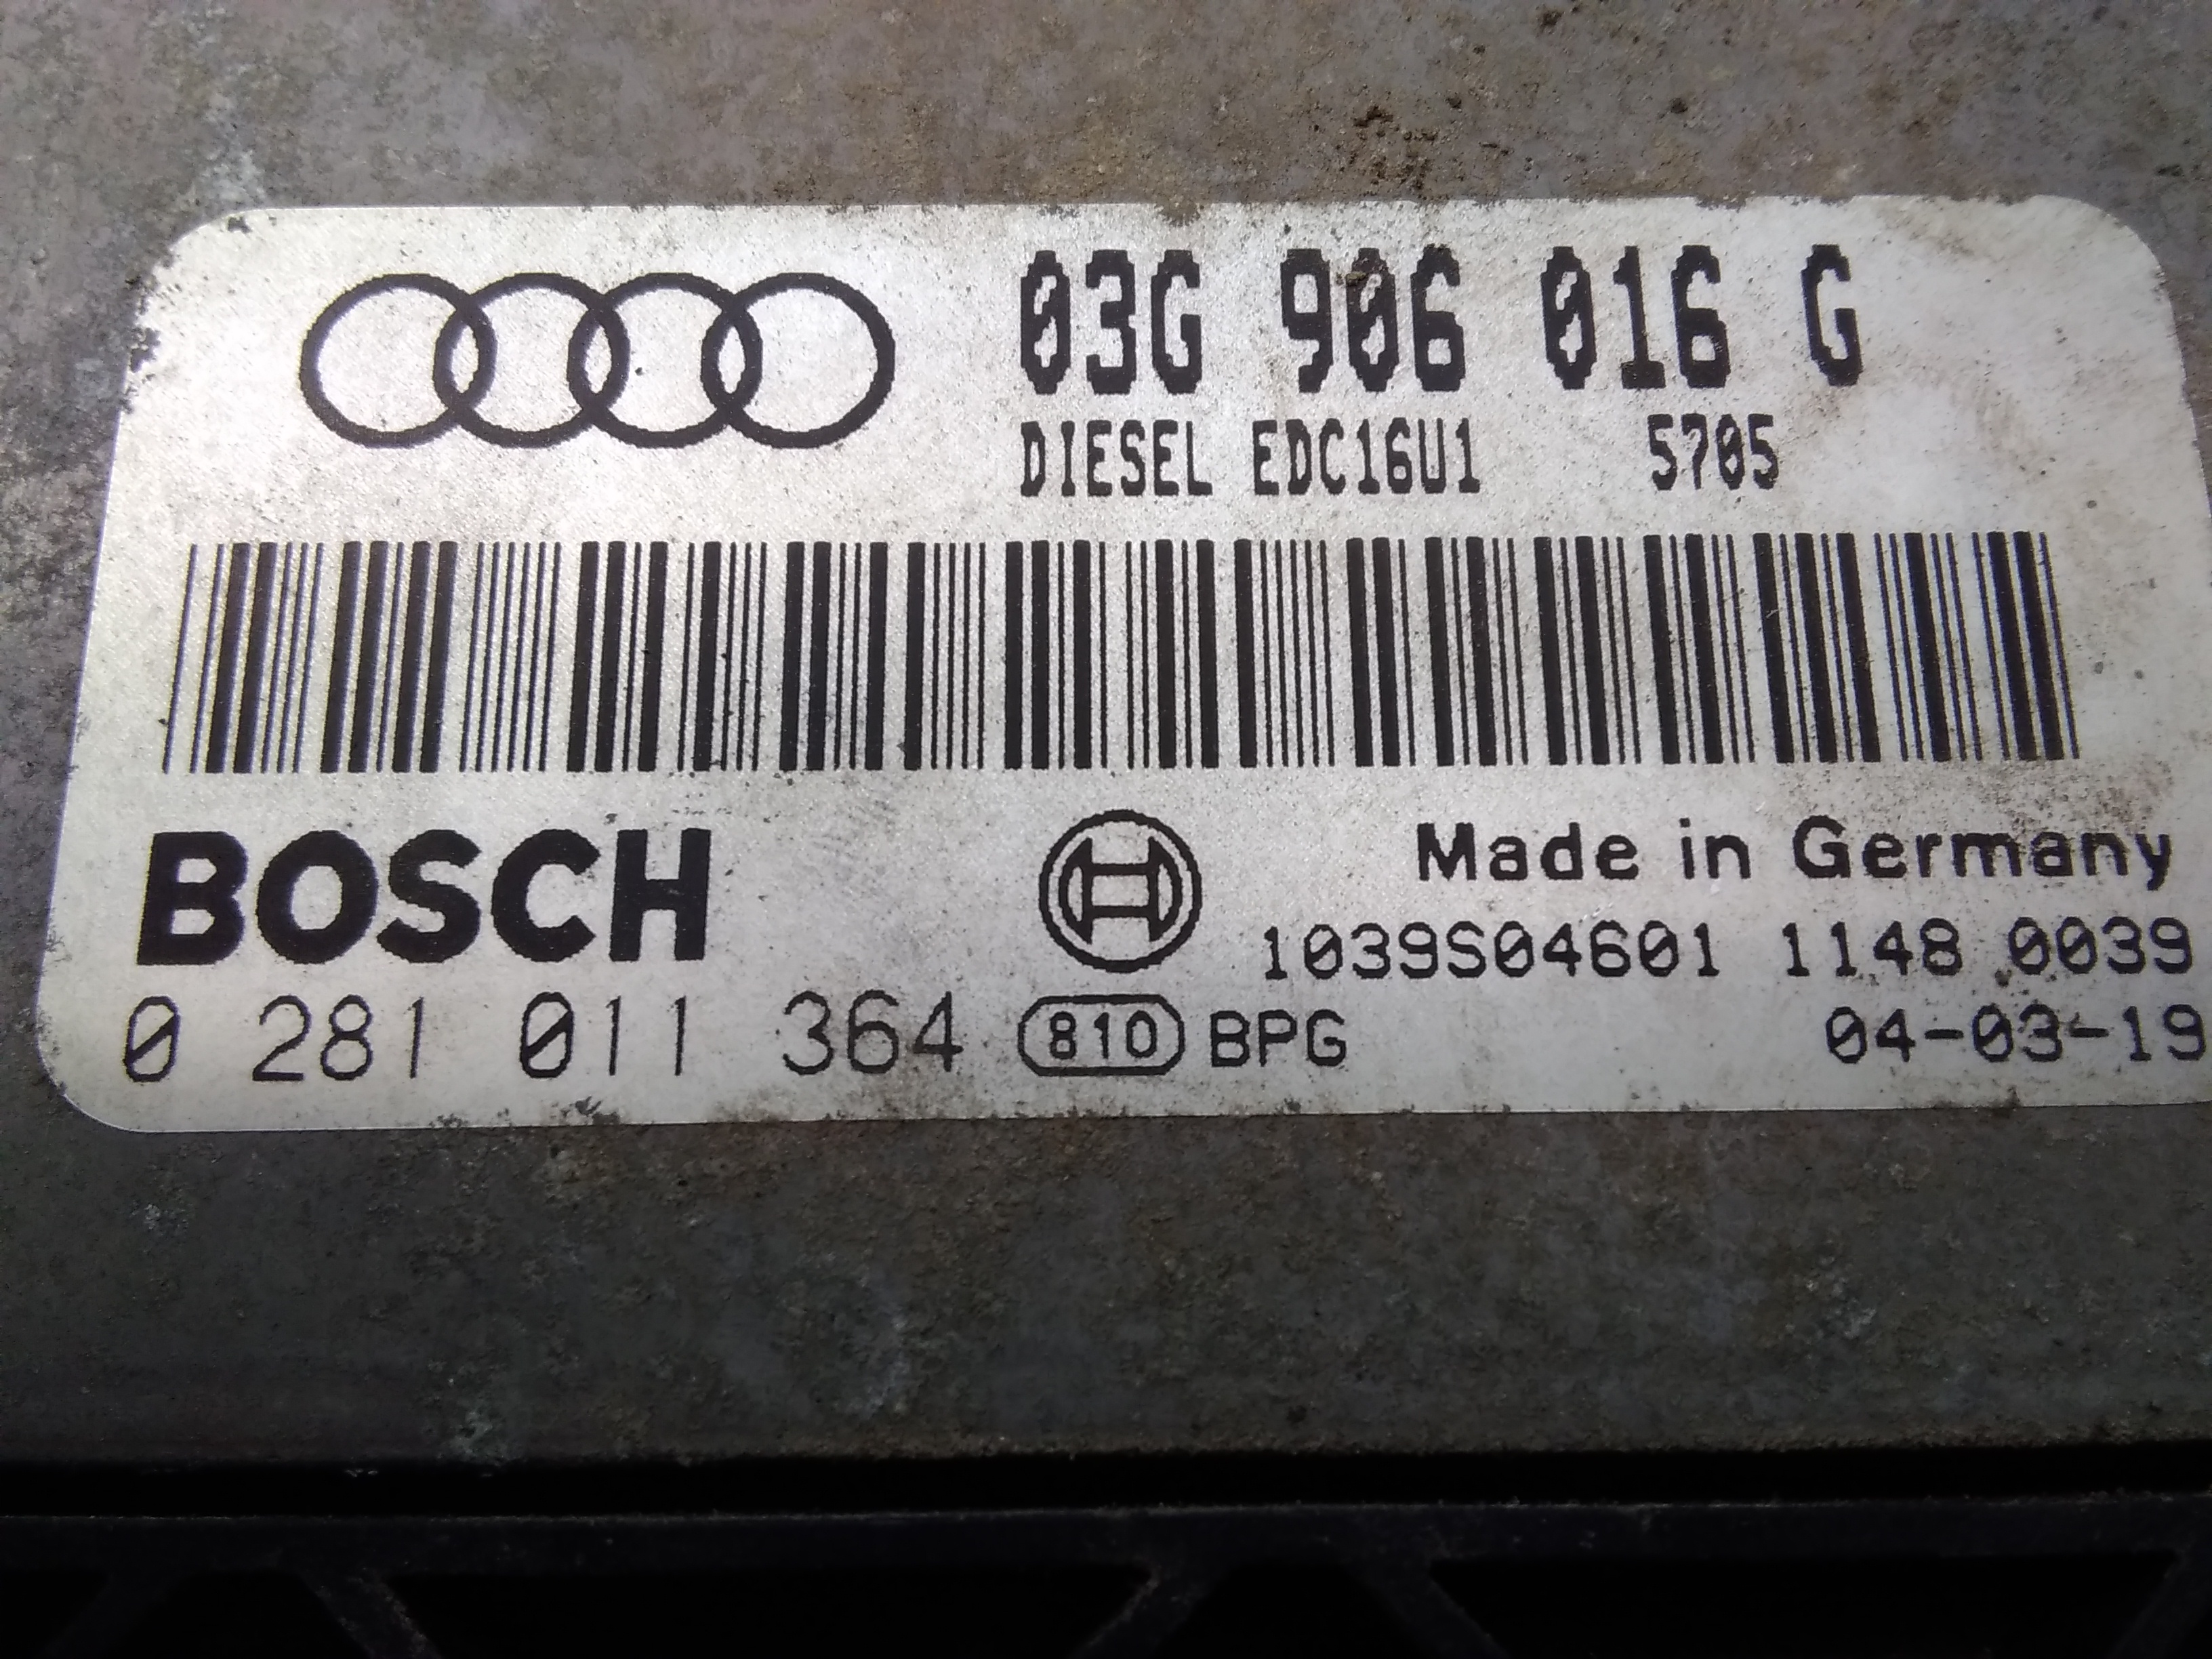 03G 906 016 G
DIESEL EDC16U1 5705
BOSCH
Made in Germany
1039S04601 1148 0039
0 281 011 364 810 BPG 04-03-19